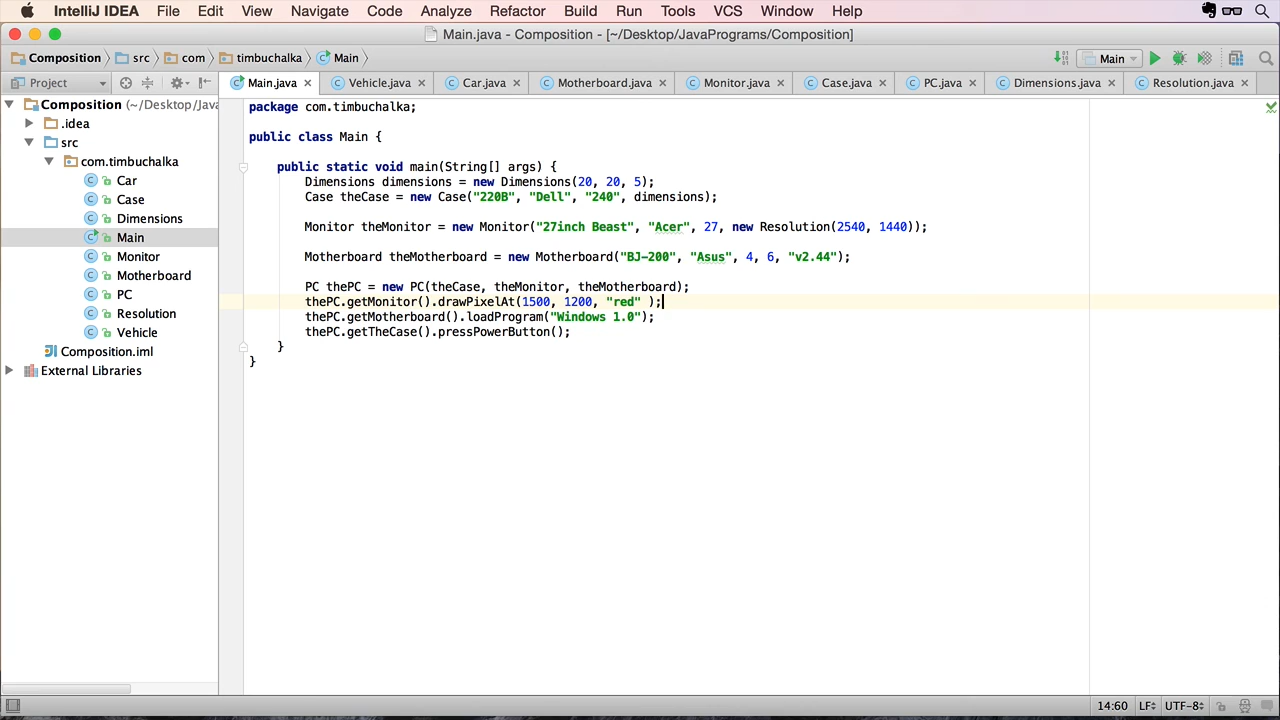 IntelliJ IDEA File Edit View Navigate Code Analyze Refactor Build Run Tools VCS Window Help
Main.java - Composition - [~/Desktop/JavaPrograms/Composition]
Composition src com timbuchalka Main Main
Project Main.java Vehicle.java Car.java Motherboard.java Monitor.java Case.java PC.java Dimensions.java Resolution.java
Composition (~/Desktop/Java
.idea
src
com.timbuchalka
Car
Case
Dimensions
Main
Monitor
Motherboard
PC
Resolution
Vehicle
Composition.iml
External Libraries
package com.timbuchalka;
public class Main {
public static void main(String[] args) {
Dimensions dimensions = new Dimensions(20, 20, 5);
Case theCase = new Case("220B", "Dell", "240", dimensions);
Monitor theMonitor = new Monitor("27inch Beast", "Acer", 27, new Resolution(2540, 1440));
Motherboard theMotherboard = new Motherboard("BJ-200", "Asus", 4, 6, "v2.44");
PC thePC = new PC(theCase, theMonitor, theMotherboard);
thePC.getMonitor().drawPixelAt(1500, 1200, "red" );
thePC.getMotherboard().loadProgram("Windows 1.0");
thePC.getTheCase().pressPowerButton();
}
}
14:60 LF UTF-8